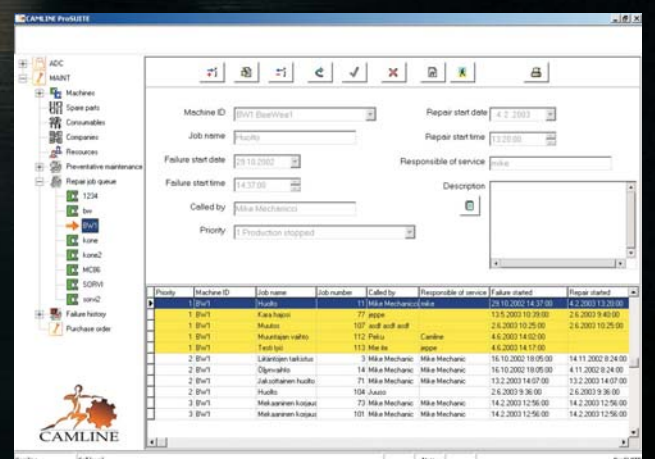 CAMLINE ProSUITE
ADC
MAINT
Machines
Spare parts
Consumables
Companies
Resources
Preventative maintenance
Repair job queue
1234
bw
BW1
kone
kone2
MC86
SORVI
sorvi2
Failure history
Purchase order
CAMLINE
Machine ID BW1 BeeWee1
Job name Huolto
Failure start date 29.10.2002
Failure start time 14:37:00
Called by Mike Mechanicci
Priority 1 Production stopped
Repair start date 4.2.2003
Repair start time 13:20:00
Responsible of service mike
Description
Priority Machine ID Job name Job number Called by Responsible of service Failure started Repair started
1 BW1 Huolto 11 Mike Mechanicci mike 29.10.2002 14:37:00 4.2.2003 13:20:00
1 BW1 Kara hajosi 77 jeppe 13.5.2003 10:39:00 2.6.2003 9:40:00
1 BW1 Muutos 107 asdf asdf asdf 2.6.2003 10:25:00 2.6.2003 10:25:00
1 BW1 Muuntajan vaihto 112 Peku Camline 4.6.2003 14:02:00
1 BW1 Testi työ 113 Mie ite jeppe 4.6.2003 14:17:00
2 BW1 Liikäntöjen tarkistus 3 Mike Mechanic Mike Mechanic 16.10.2002 18:05:00 14.11.2002 8:24:00
2 BW1 Öljynvaihto 14 Mike Mechanic Mike Mechanic 16.10.2002 18:05:00 4.11.2002 8:24:00
2 BW1 Jaksottainen huolto 71 Mike Mechanic Mike Mechanic 13.2.2003 14:07:00 13.2.2003 14:07:00
2 BW1 Huolto 104 Juuso 2.6.2003 9:36:00 2.6.2003 9:36:00
3 BW1 Mekaaninen korjaus 73 Mike Mechanic Mike Mechanic 14.2.2003 12:56:00 14.2.2003 12:56:00
3 BW1 Mekaaninen korjaus 101 Mike Mechanic Mike Mechanic 14.2.2003 12:56:00 14.2.2003 12:56:00